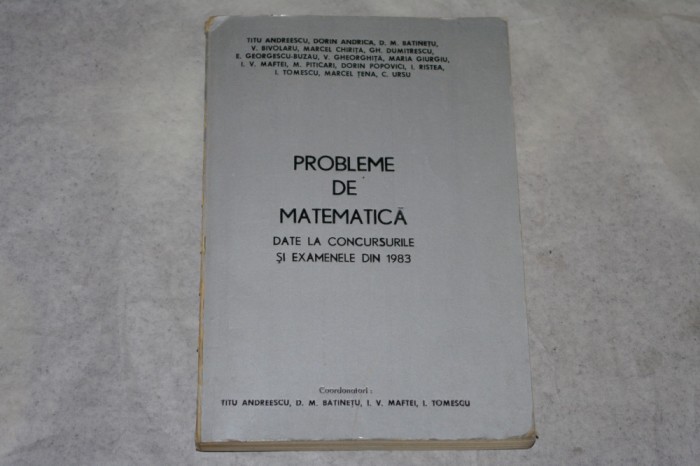 TITU ANDREESCU, DORIN ANDRICA, D. M. BATINEȚU,
V. BIVOLARU, MARCEL CHIRIȚA, GH. DUMITRESCU,
E. GEORGESCU-BUZAU, V. GHEORGHIȚĂ, MARIA GIURGIU,
I. V. MAFTEI, M. PITICARI, DORIN POPOVICI, I. RISTEA,
I. TOMESCU, MARCEL ȚENA, C. URSU
PROBLEME
DE
MATEMATICĂ
DATE LA CONCURSURILE
ȘI EXAMENELE DIN 1983
Coordonatori :
TITU ANDREESCU, D. M. BĂTINEȚU, I. V. MAFTEI, I. TOMESCU